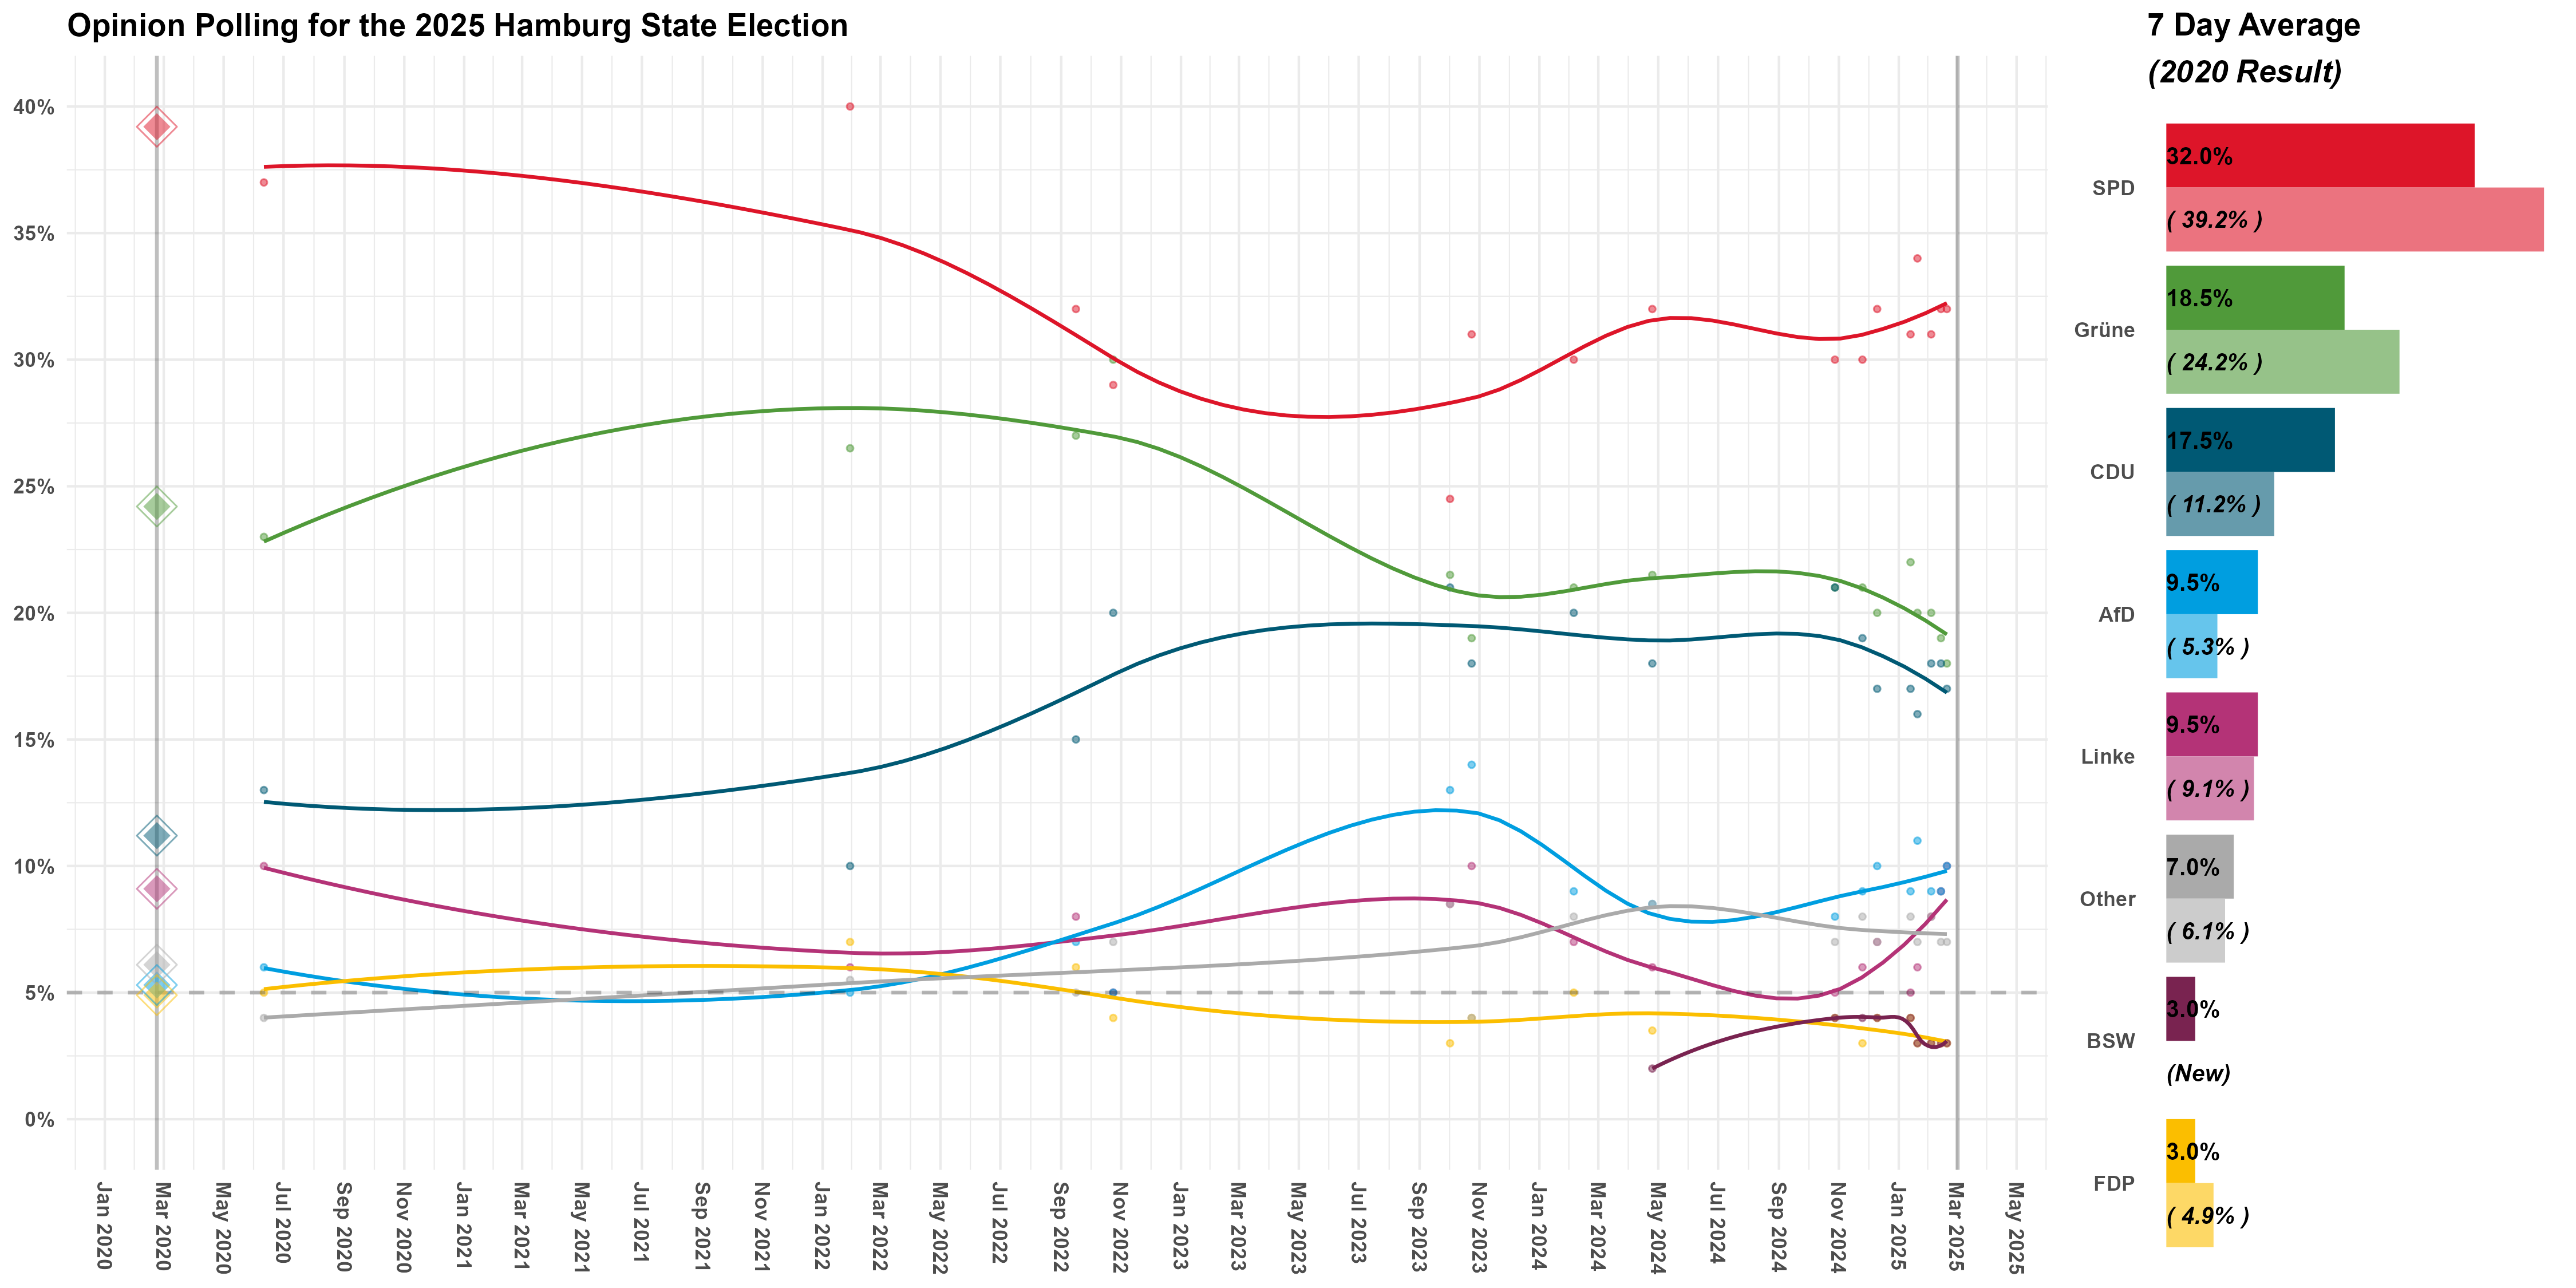 Opinion Polling for the 2025 Hamburg State Election
40%
35%
30%
25%
20%
15%
10%
5%
0%
Jan 2020
Mar 2020
May 2020
Jul 2020
Sep 2020
Nov 2020
Jan 2021
Mar 2021
May 2021
Jul 2021
Sep 2021
Nov 2021
Jan 2022
Mar 2022
May 2022
Jul 2022
Sep 2022
Nov 2022
Jan 2023
Mar 2023
May 2023
Jul 2023
Sep 2023
Nov 2023
Jan 2024
Mar 2024
May 2024
Jul 2024
Sep 2024
Nov 2024
Jan 2025
Mar 2025
May 2025
7 Day Average
(2020 Result)
SPD
32.0%
( 39.2% )
Grüne
18.5%
( 24.2% )
CDU
17.5%
( 11.2% )
AfD
9.5%
( 5.3% )
Linke
9.5%
( 9.1% )
Other
7.0%
( 6.1% )
BSW
3.0%
(New)
FDP
3.0%
( 4.9% )